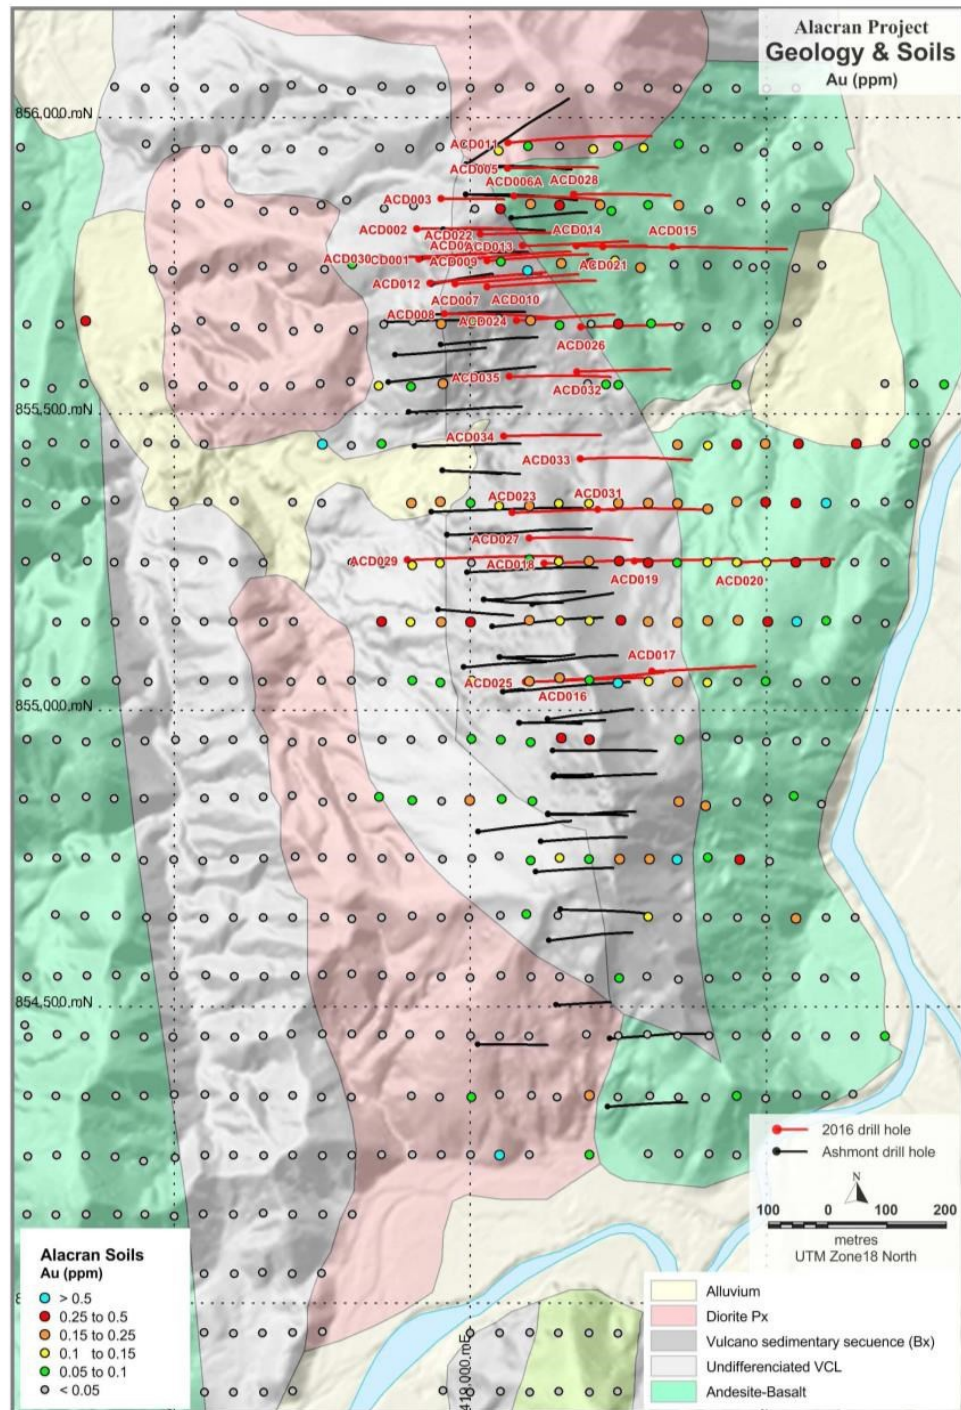 Alacran Project
Geology & Soils
Au (ppm)
856,000.mN
ACD011
ACD005
ACD006A
ACD028
ACD003
ACD002
ACD022
ACD014
ACD015
ACD013
ACD030
CD001
ACD009
ACD021
ACD012
ACD007
ACD010
ACD008
ACD024
ACD026
ACD035
ACD032
855,500.mN
ACD034
ACD033
ACD023
ACD031
ACD027
ACD029
ACD018
ACD019
ACD020
ACD017
ACD025
ACD016
855,000.mN
854,500.mN
2016 drill hole
Ashmont drill hole
N
100 0 100 200
metres
UTM Zone18 North
Alacran Soils
Au (ppm)
> 0.5
0.25 to 0.5
0.15 to 0.25
0.1 to 0.15
0.05 to 0.1
< 0.05
Alluvium
Diorite Px
Vulcano sedimentary secuence (Bx)
Undifferenciated VCL
Andesite-Basalt